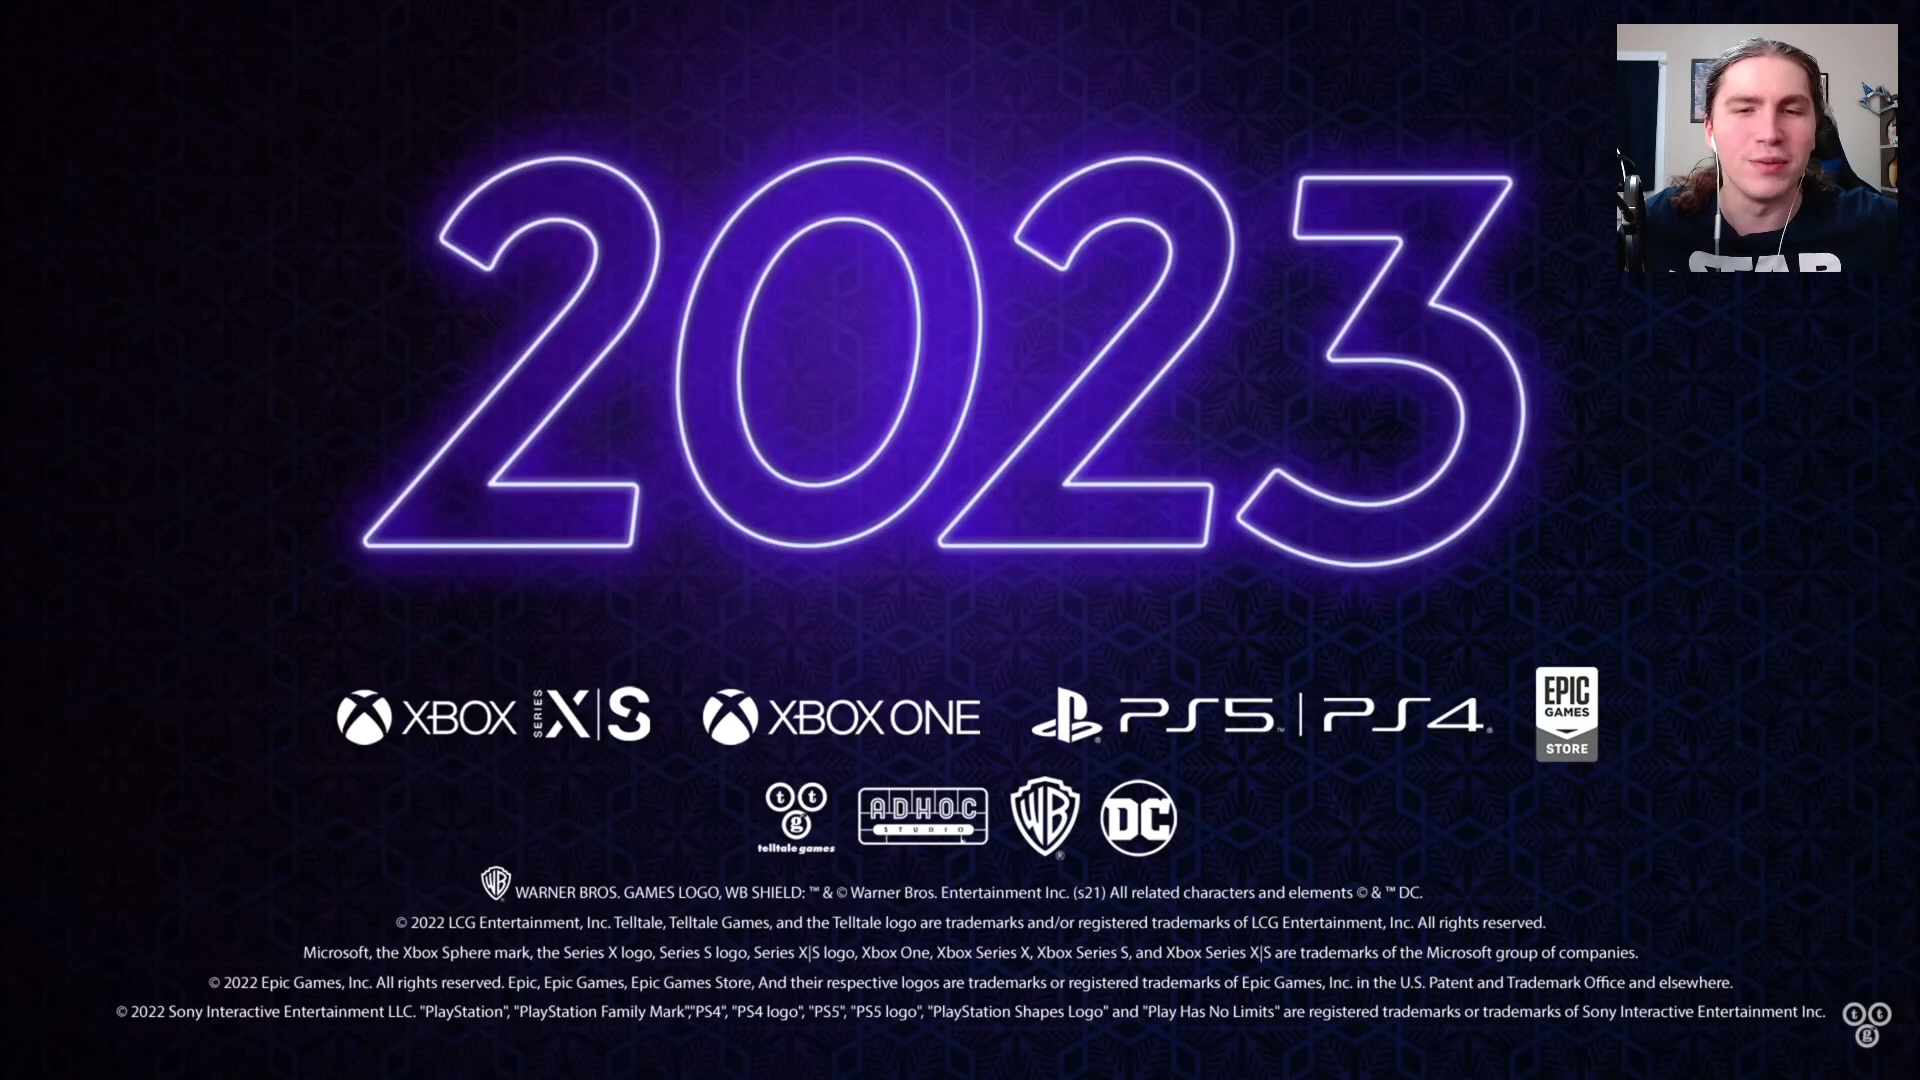 2023
XBOX SERIES X|S XBOX ONE PS5™ | PS4® EPIC GAMES STORE
ttg telltale games ADHOC STUDIO WB® DC
WB WARNER BROS. GAMES LOGO, WB SHIELD: ™ & © Warner Bros. Entertainment Inc. (s21) All related characters and elements © & ™ DC.
© 2022 LCG Entertainment, Inc. Telltale, Telltale Games, and the Telltale logo are trademarks and/or registered trademarks of LCG Entertainment, Inc. All rights reserved.
Microsoft, the Xbox Sphere mark, the Series X logo, Series S logo, Series X|S logo, Xbox One, Xbox Series X, Xbox Series S, and Xbox Series X|S are trademarks of the Microsoft group of companies.
© 2022 Epic Games, Inc. All rights reserved. Epic, Epic Games, Epic Games Store, And their respective logos are trademarks or registered trademarks of Epic Games, Inc. in the U.S. Patent and Trademark Office and elsewhere.
© 2022 Sony Interactive Entertainment LLC. "PlayStation", "PlayStation Family Mark","PS4", "PS4 logo", "PS5", "PS5 logo", "PlayStation Shapes Logo" and "Play Has No Limits" are registered trademarks or trademarks of Sony Interactive Entertainment Inc.
ttg
STAR